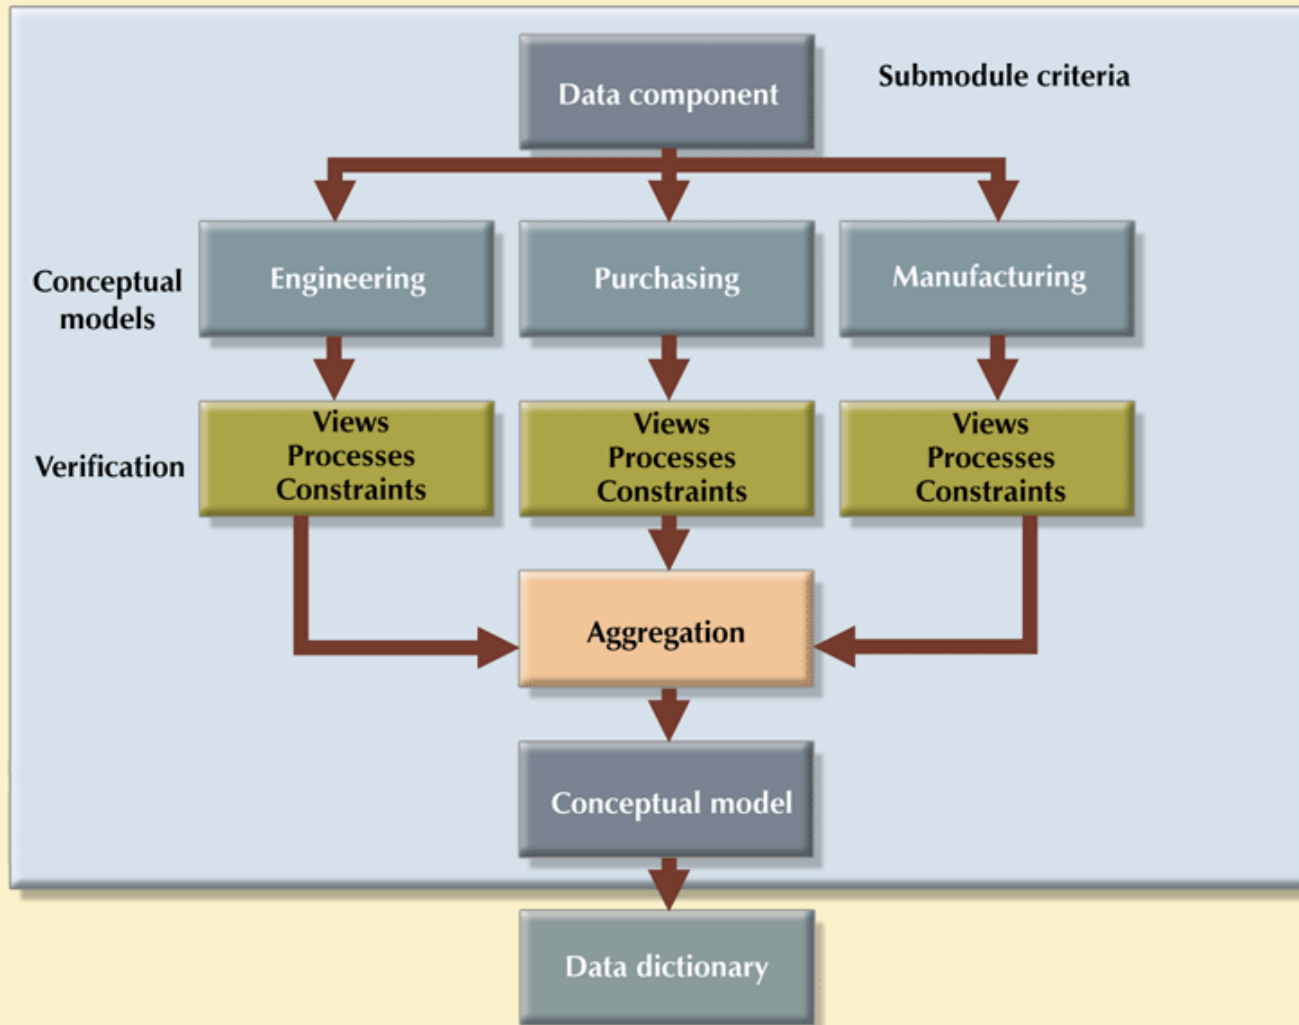 Data component
Submodule criteria
Conceptual
models
Engineering
Purchasing
Manufacturing
Verification
Views
Processes
Constraints
Views
Processes
Constraints
Views
Processes
Constraints
Aggregation
Conceptual model
Data dictionary